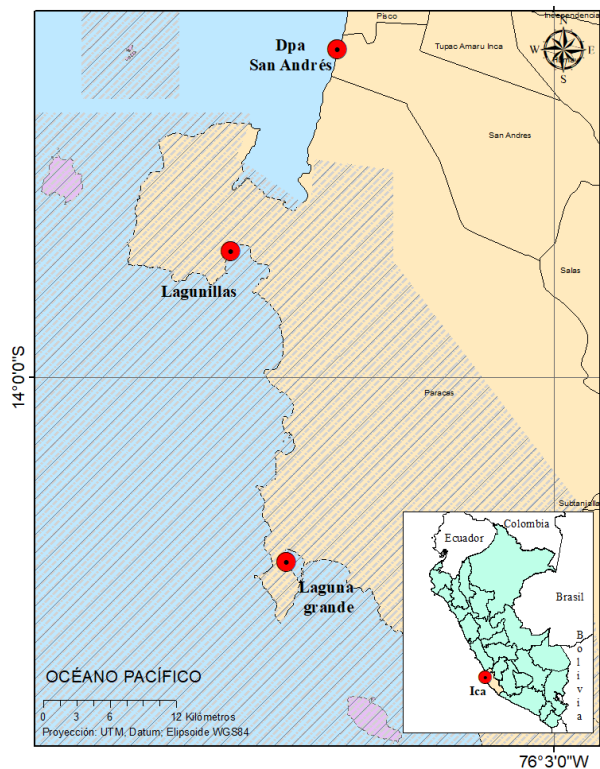 Pisco
Independencia
Dpa
San Andrés
Tupac Amaru Inca
N
W
E
S
San Andres
Lagunillas
Salas
14°0'0"S
Paracas
Subtanjalla
Laguna
grande
OCÉANO PACÍFICO
0 3 6 12 Kilómetros
Proyección: UTM, Datum; Elipsoide WGS84
Colombia
Ecuador
Brasil
Bolivia
Ica
76°3'0"W